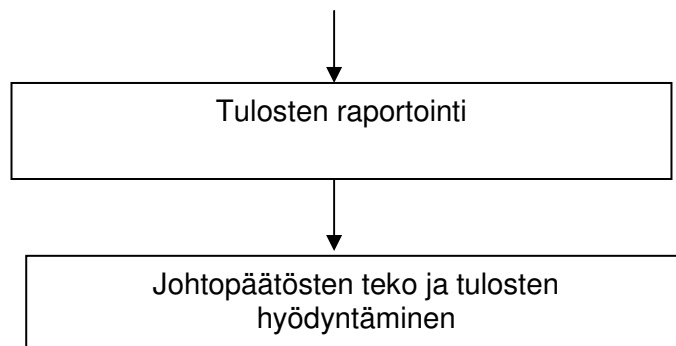 Tulosten raportointi
Johtopäätösten teko ja tulosten
hyödyntäminen